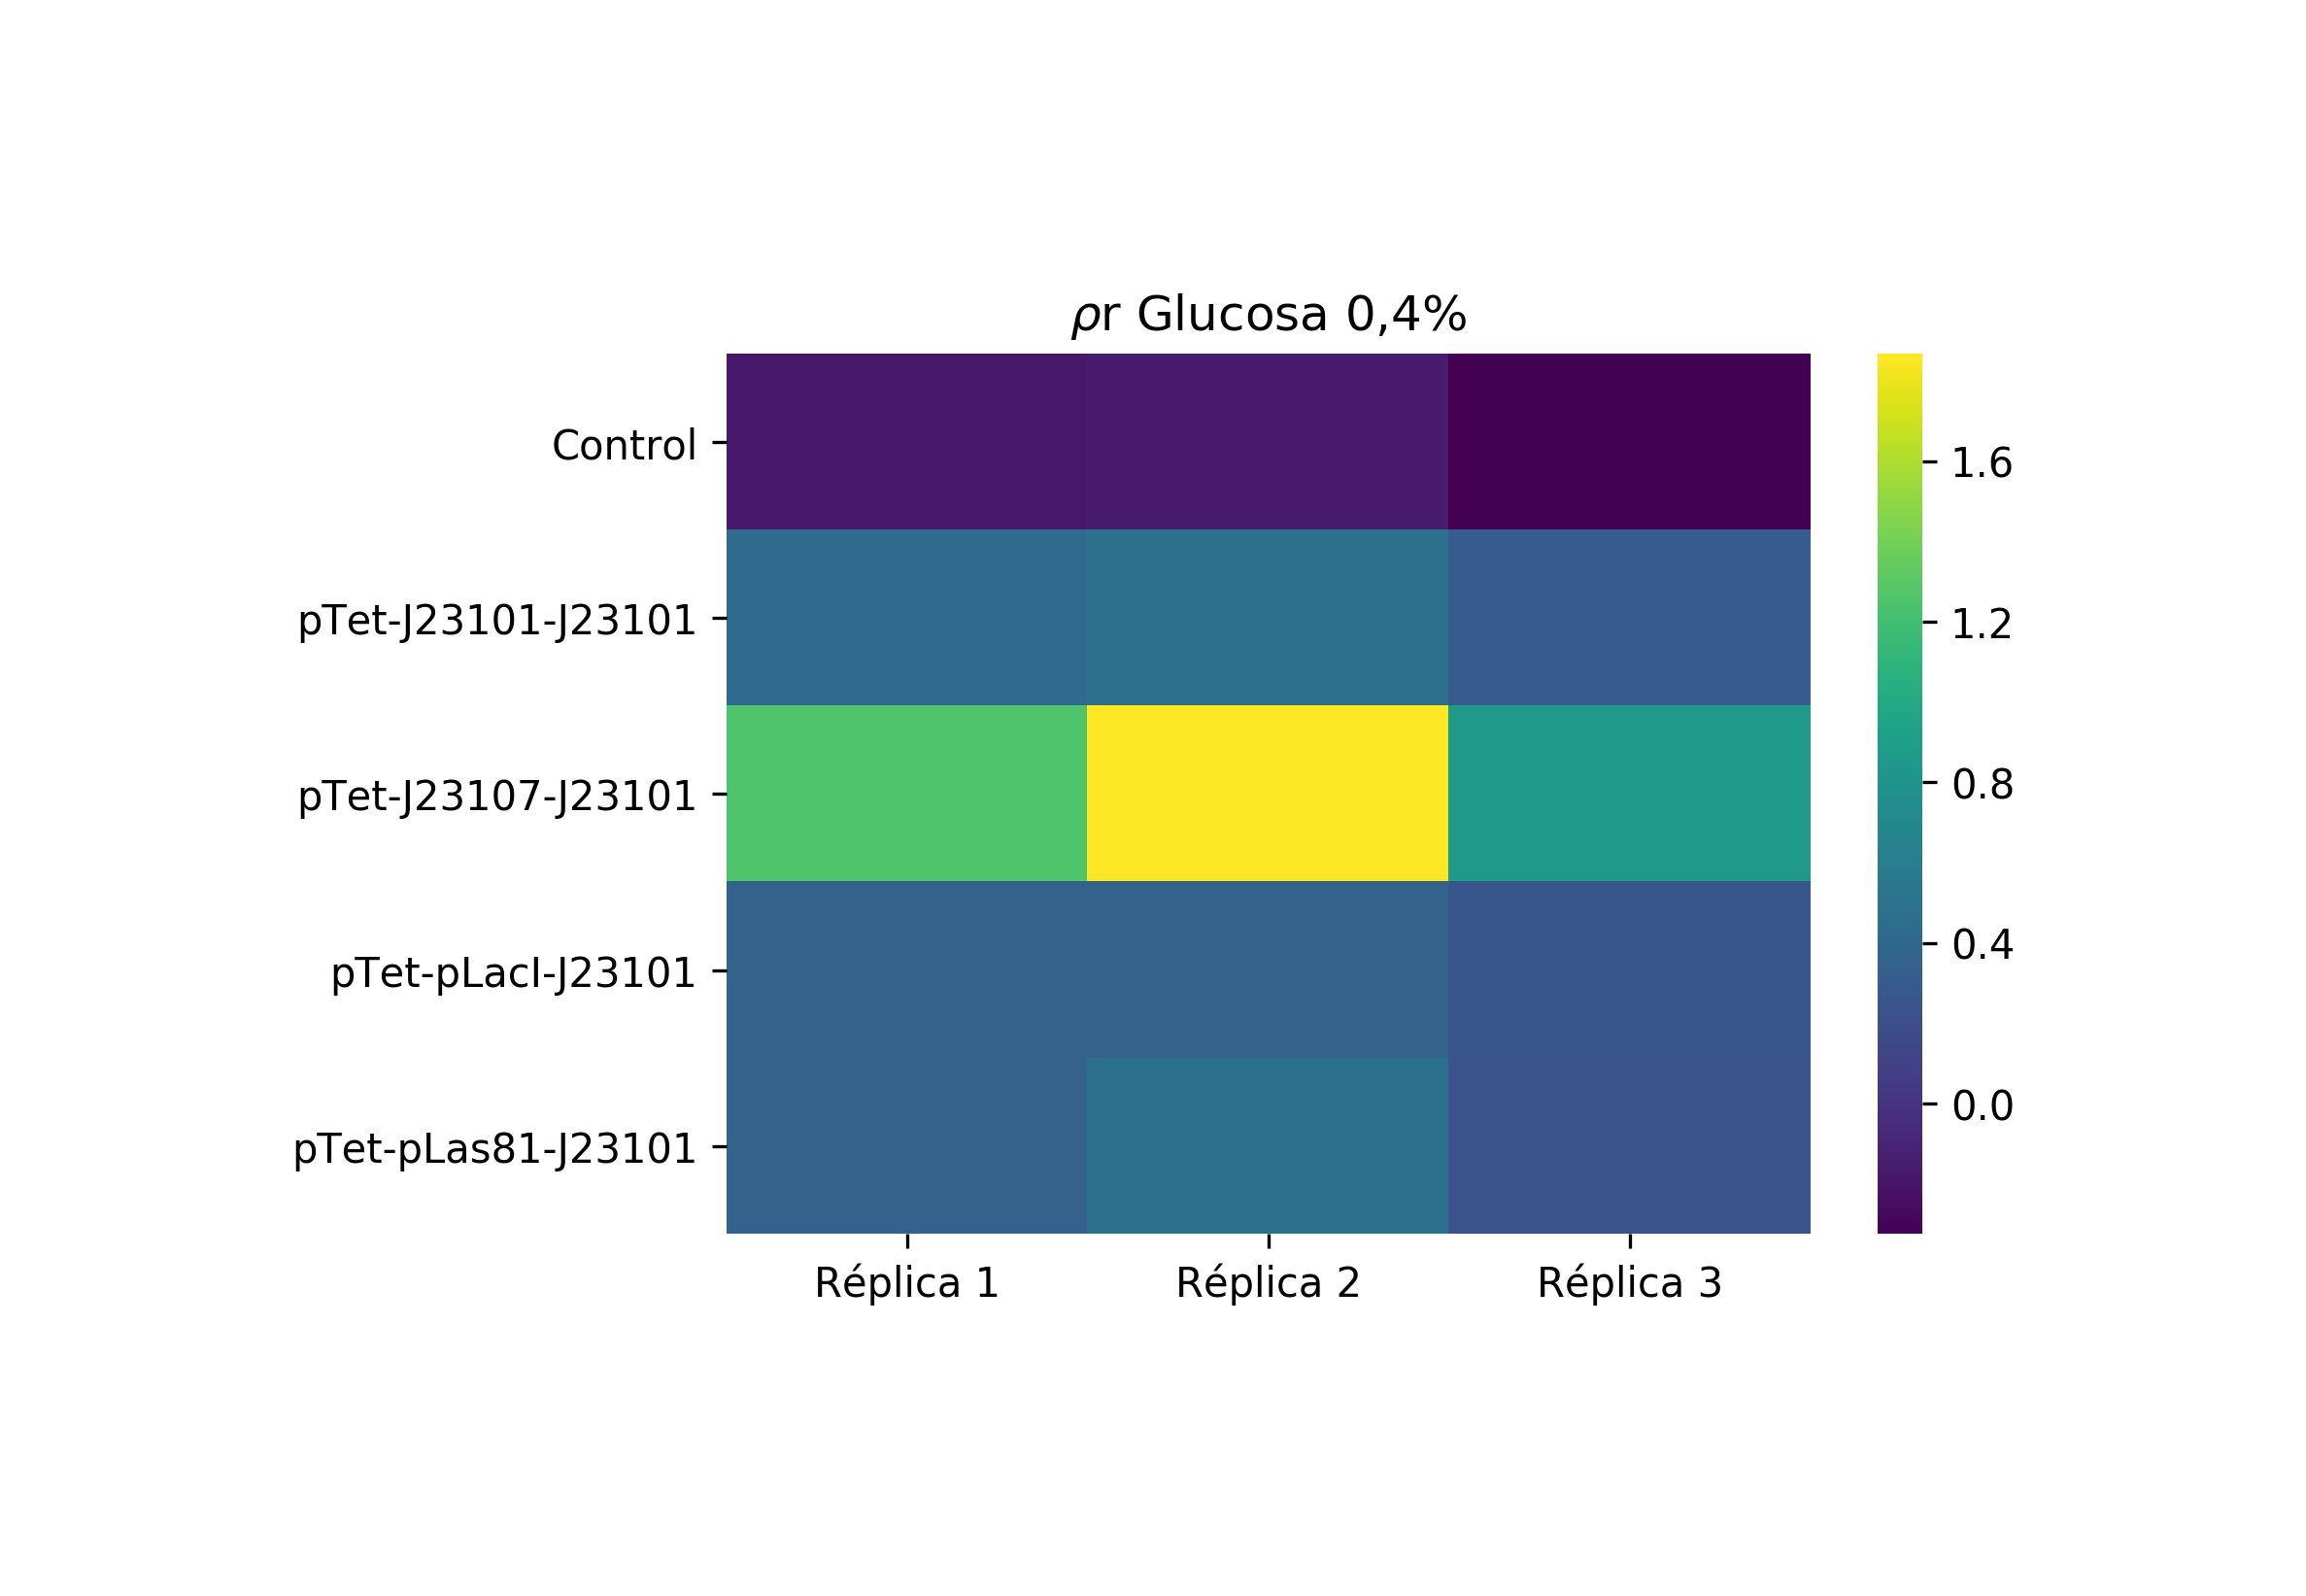 ρr Glucosa 0,4%
Control
pTet-J23101-J23101
pTet-J23107-J23101
pTet-pLacI-J23101
pTet-pLas81-J23101
Réplica 1
Réplica 2
Réplica 3
1.6
1.2
0.8
0.4
0.0